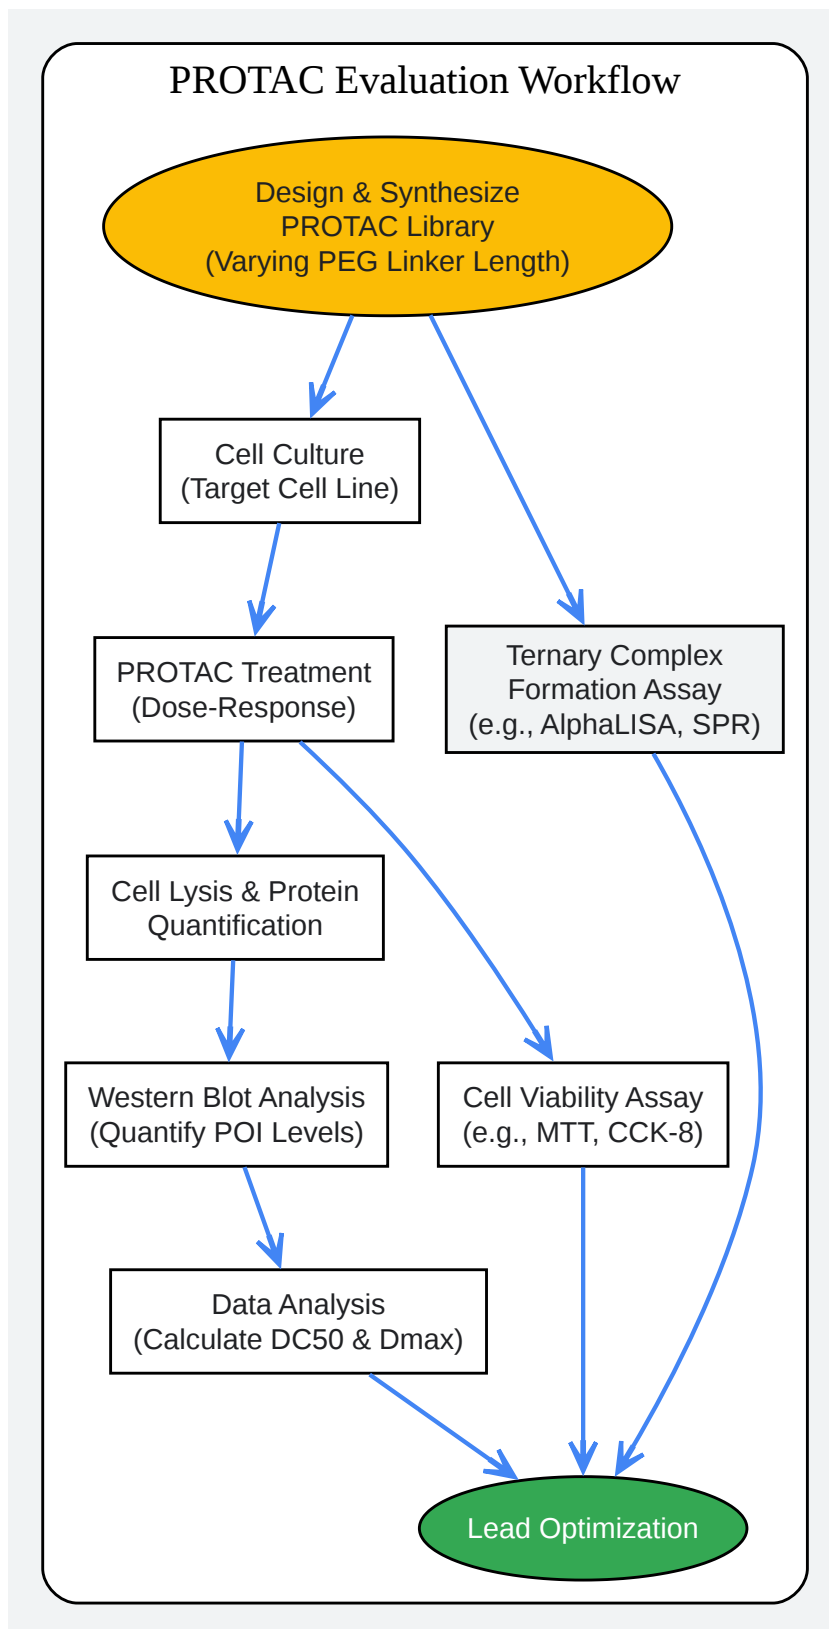 PROTAC Evaluation Workflow
Design & Synthesize
PROTAC Library
(Varying PEG Linker Length)
Cell Culture
(Target Cell Line)
PROTAC Treatment
(Dose-Response)
Ternary Complex
Formation Assay
(e.g., AlphaLISA, SPR)
Cell Lysis & Protein
Quantification
Western Blot Analysis
(Quantify POI Levels)
Cell Viability Assay
(e.g., MTT, CCK-8)
Data Analysis
(Calculate DC50 & Dmax)
Lead Optimization